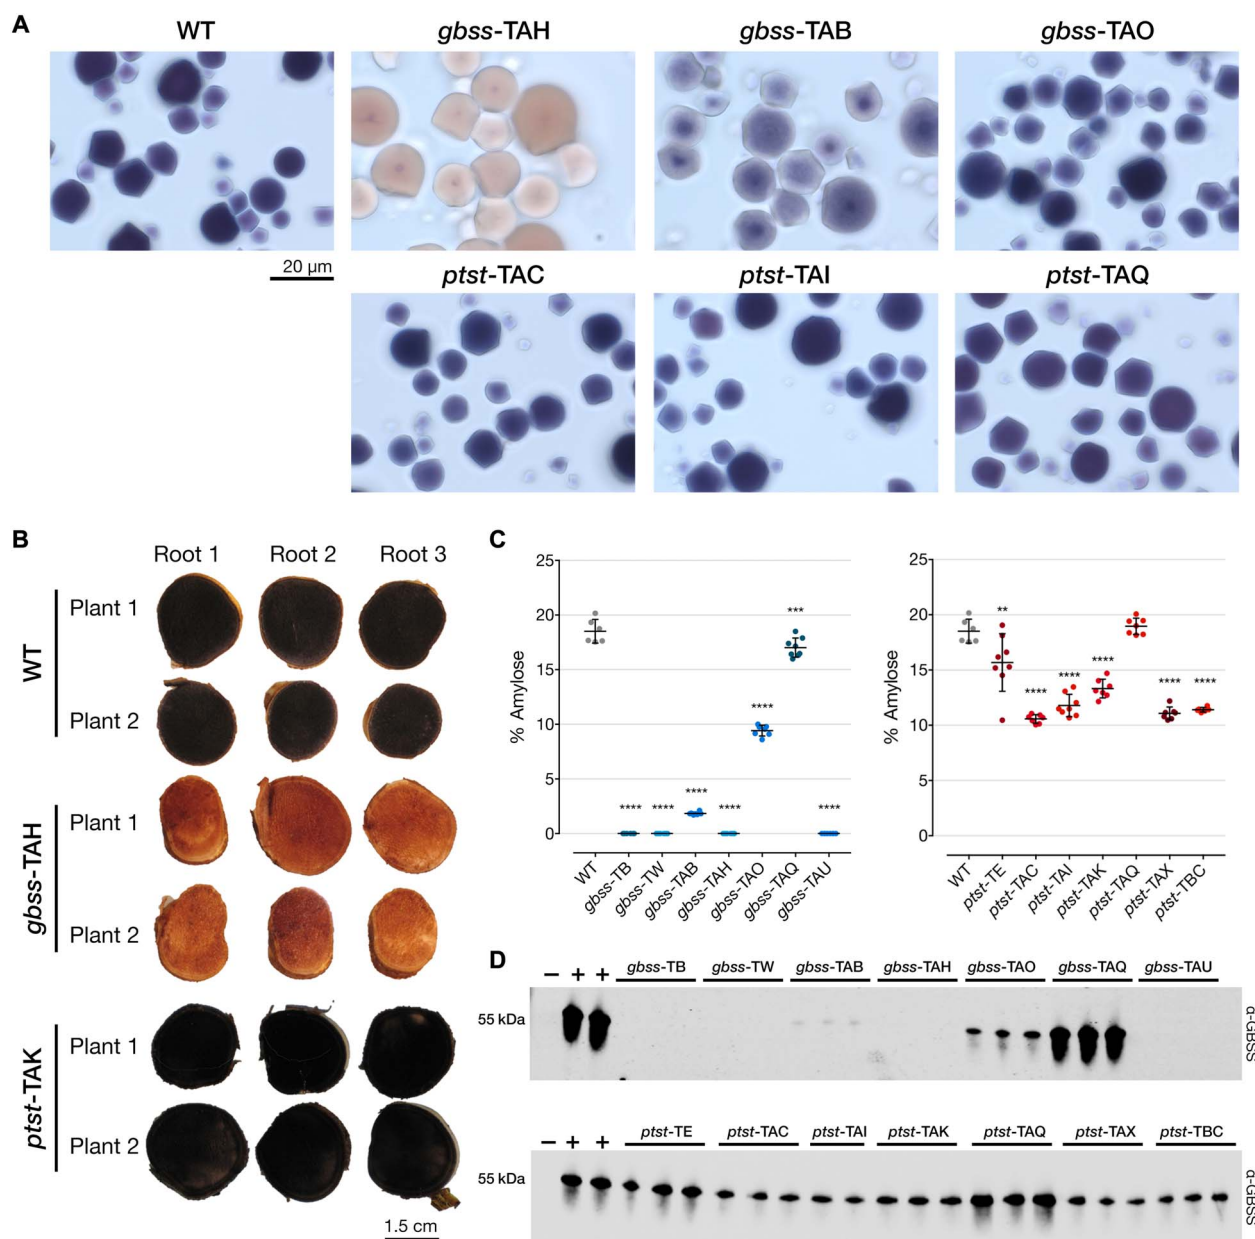 A
WT
gbss-TAH
gbss-TAB
gbss-TAO
20 µm
ptst-TAC
ptst-TAI
ptst-TAQ
B
Root 1 Root 2 Root 3
WT
Plant 1
Plant 2
gbss-TAH
Plant 1
Plant 2
ptst-TAK
Plant 1
Plant 2
1.5 cm
C
% Amylose
25
20
15
10
5
0
**** **** **** **** **** *** ****
WT gbss-TB gbss-TW gbss-TAB gbss-TAH gbss-TAO gbss-TAQ gbss-TAU
% Amylose
25
20
15
10
5
0
** **** **** **** **** ****
WT ptst-TE ptst-TAC ptst-TAI ptst-TAK ptst-TAQ ptst-TAX ptst-TBC
D
− + + gbss-TB gbss-TW gbss-TAB gbss-TAH gbss-TAO gbss-TAQ gbss-TAU
55 kDa
α-GBSS
− + + ptst-TE ptst-TAC ptst-TAI ptst-TAK ptst-TAQ ptst-TAX ptst-TBC
55 kDa
α-GBSS